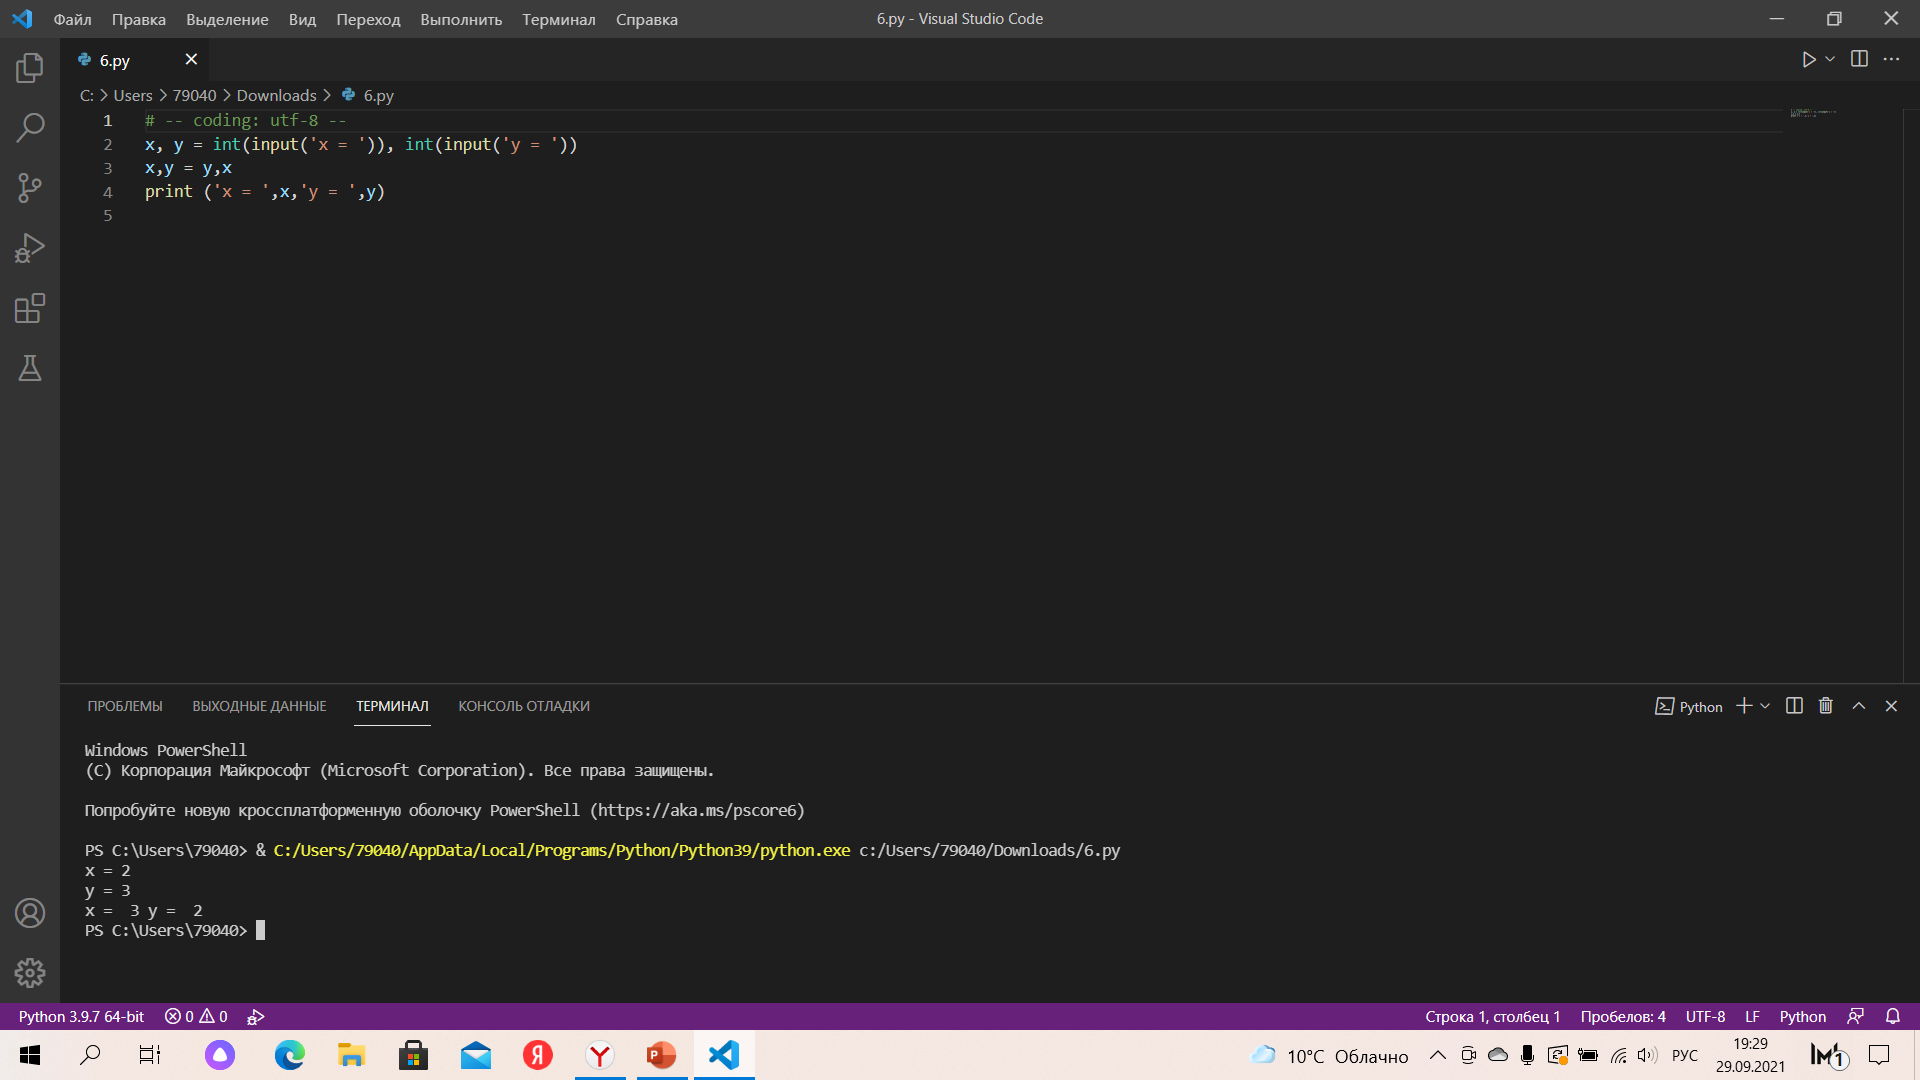 Файл Правка Выделение Вид Переход Выполнить Терминал Справка 6.py - Visual Studio Code
6.py
C: Users 79040 Downloads 6.py
1 # -- coding: utf-8 --
2 x, y = int(input('x = ')), int(input('y = '))
3 x,y = y,x
4 print ('x = ',x,'y = ',y)
5
ПРОБЛЕМЫ ВЫХОДНЫЕ ДАННЫЕ ТЕРМИНАЛ КОНСОЛЬ ОТЛАДКИ Python
Windows PowerShell
(C) Корпорация Майкрософт (Microsoft Corporation). Все права защищены.
Попробуйте новую кроссплатформенную оболочку PowerShell (https://aka.ms/pscore6)
PS C:\Users\79040> & C:/Users/79040/AppData/Local/Programs/Python/Python39/python.exe c:/Users/79040/Downloads/6.py
x = 2
y = 3
x =  3 y =  2
PS C:\Users\79040>
Python 3.9.7 64-bit 0 0 Строка 1, столбец 1 Пробелов: 4 UTF-8 LF Python
10°C Облачно РУС 19:29
29.09.2021
1